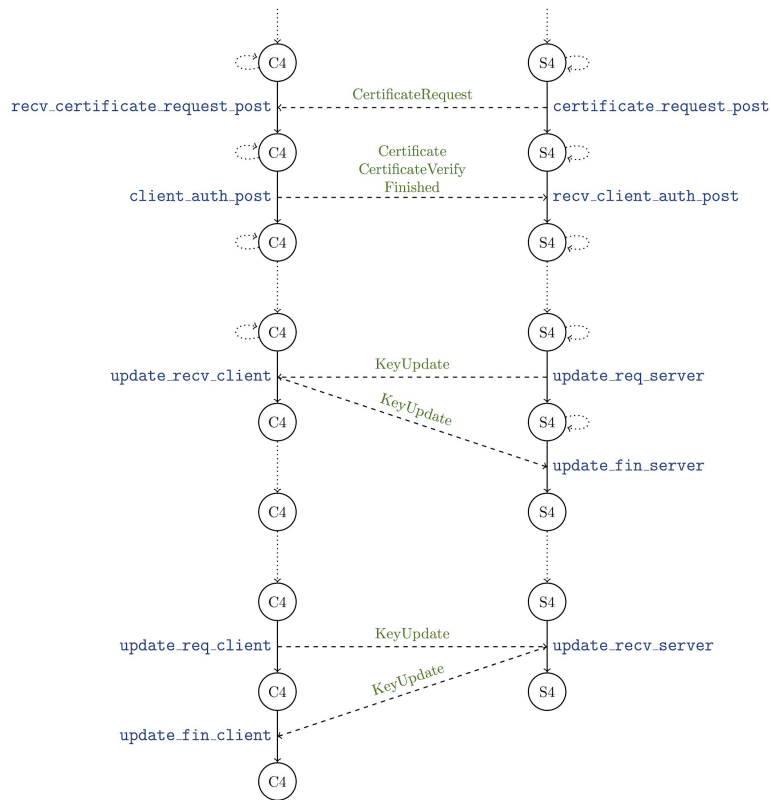 C4 S4
recv_certificate_request_post CertificateRequest certificate_request_post
C4 S4
Certificate
CertificateVerify
Finished
client_auth_post recv_client_auth_post
C4 S4
C4 S4
update_recv_client KeyUpdate update_req_server
C4 KeyUpdate S4
update_fin_server
C4 S4
C4 S4
update_req_client KeyUpdate update_recv_server
C4 KeyUpdate S4
update_fin_client
C4